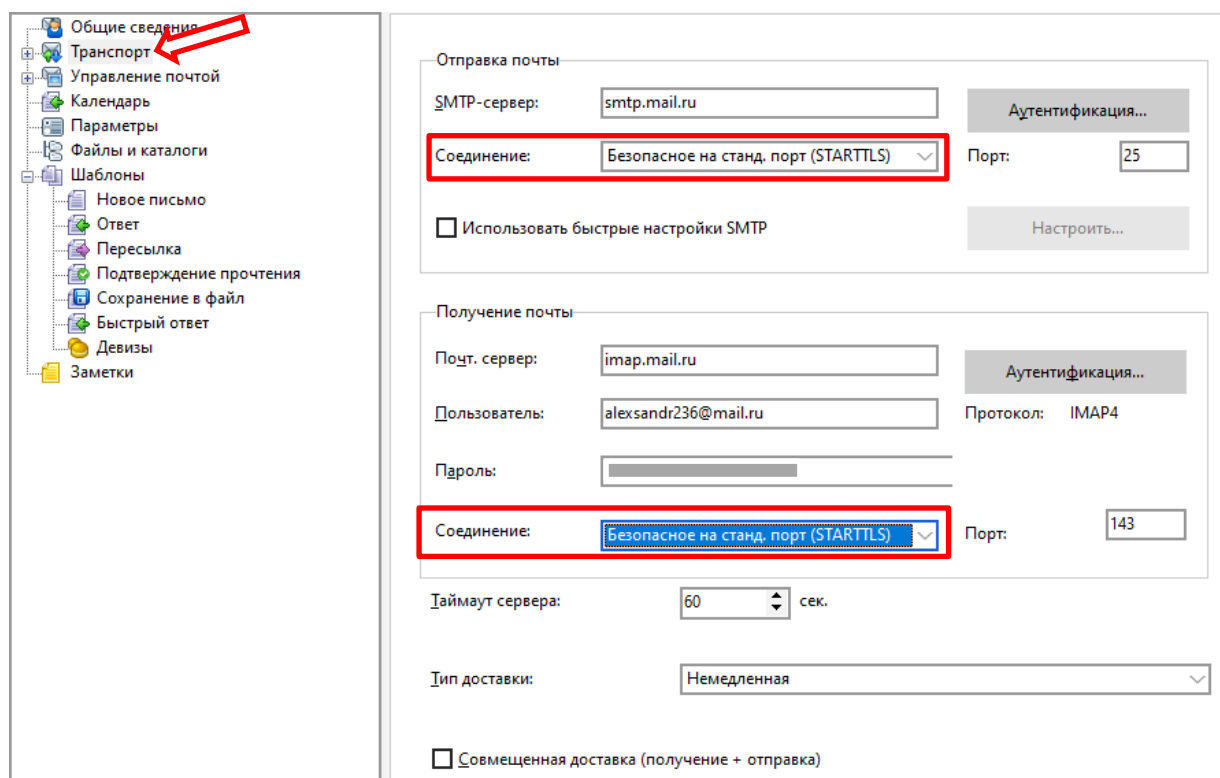 Общие сведения
Транспорт
Управление почтой
Календарь
Параметры
Файлы и каталоги
Шаблоны
Новое письмо
Ответ
Пересылка
Подтверждение прочтения
Сохранение в файл
Быстрый ответ
Девизы
Заметки
Отправка почты
SMTP-сервер: smtp.mail.ru Аутентификация...
Соединение: Безопасное на станд. порт (STARTTLS) Порт: 25
Использовать быстрые настройки SMTP Настроить...
Получение почты
Почт. сервер: imap.mail.ru Аутентификация...
Пользователь: alexsandr236@mail.ru Протокол: IMAP4
Пароль:
Соединение: Безопасное на станд. порт (STARTTLS) Порт: 143
Таймаут сервера: 60 сек.
Тип доставки: Немедленная
Совмещенная доставка (получение + отправка)